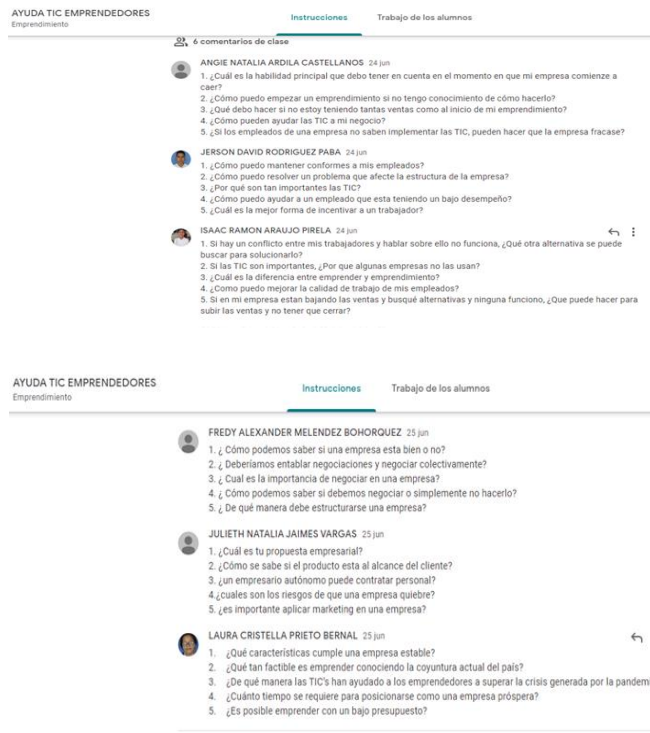 AYUDA TIC EMPRENDEDORES
Emprendimiento
Instrucciones
Trabajo de los alumnos
6 comentarios de clase
ANGIE NATALIA ARDILA CASTELLANOS 24 jun
1. ¿Cuál es la habilidad principal que debo tener en cuenta en el momento en que mi empresa comienze a
caer?
2. ¿Cómo puedo empezar un emprendimiento si no tengo conocimiento de cómo hacerlo?
3. ¿Qué debo hacer si no estoy teniendo tantas ventas como al inicio de mi emprendimiento?
4. ¿Cómo pueden ayudar las TIC a mi negocio?
5. ¿Si los empleados de una empresa no saben implementar las TIC, pueden hacer que la empresa fracase?
JERSON DAVID RODRIGUEZ PABA 24 jun
1. ¿Cómo puedo mantener conformes a mis empleados?
2. ¿Cómo puedo resolver un problema que afecte la estructura de la empresa?
3. ¿Por qué son tan importantes las TIC?
4. ¿Cómo puedo ayudar a un empleado que esta teniendo un bajo desempeño?
5. ¿Cuál es la mejor forma de incentivar a un trabajador?
ISAAC RAMON ARAUJO PIRELA 24 jun
1. Si hay un conflicto entre mis trabajadores y hablar sobre ello no funciona, ¿Qué otra alternativa se puede
buscar para solucionarlo?
2. Si las TIC son importantes, ¿Por que algunas empresas no las usan?
3. ¿Cuál es la diferencia entre emprender y emprendimiento?
4. ¿Como puedo mejorar la calidad de trabajo de mis empleados?
5. Si en mi empresa estan bajando las ventas y busqué alternativas y ninguna funciono, ¿Que puede hacer para
subir las ventas y no tener que cerrar?
AYUDA TIC EMPRENDEDORES
Emprendimiento
Instrucciones
Trabajo de los alumnos
FREDY ALEXANDER MELENDEZ BOHORQUEZ 25 jun
1. ¿ Cómo podemos saber si una empresa esta bien o no?
2. ¿ Deberíamos entablar negociaciones y negociar colectivamente?
3. ¿ Cual es la importancia de negociar en una empresa?
4. ¿ Cómo podemos saber si debemos negociar o simplemente no hacerlo?
5. ¿ De qué manera debe estructurarse una empresa?
JULIETH NATALIA JAIMES VARGAS 25 jun
1. ¿Cuál es tu propuesta empresarial?
2. ¿Cómo se sabe si el producto esta al alcance del cliente?
3. ¿un empresario autónomo puede contratar personal?
4.¿cuales son los riesgos de que una empresa quiebre?
5. ¿es importante aplicar marketing en una empresa?
LAURA CRISTELLA PRIETO BERNAL 25 jun
1. ¿Qué características cumple una empresa estable?
2. ¿Qué tan factible es emprender conociendo la coyuntura actual del país?
3. ¿De qué manera las TIC's han ayudado a los emprendedores a superar la crisis generada por la pandem
4. ¿Cuánto tiempo se requiere para posicionarse como una empresa próspera?
5. ¿Es posible emprender con un bajo presupuesto?